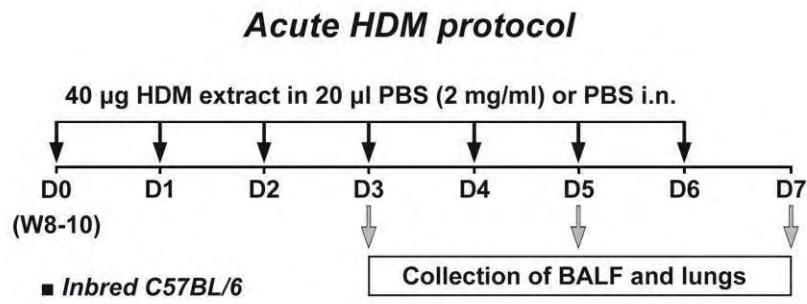 Acute HDM protocol
40 µg HDM extract in 20 µl PBS (2 mg/ml) or PBS i.n.
D0 D1 D2 D3 D4 D5 D6 D7
(W8-10)
Collection of BALF and lungs
■ Inbred C57BL/6